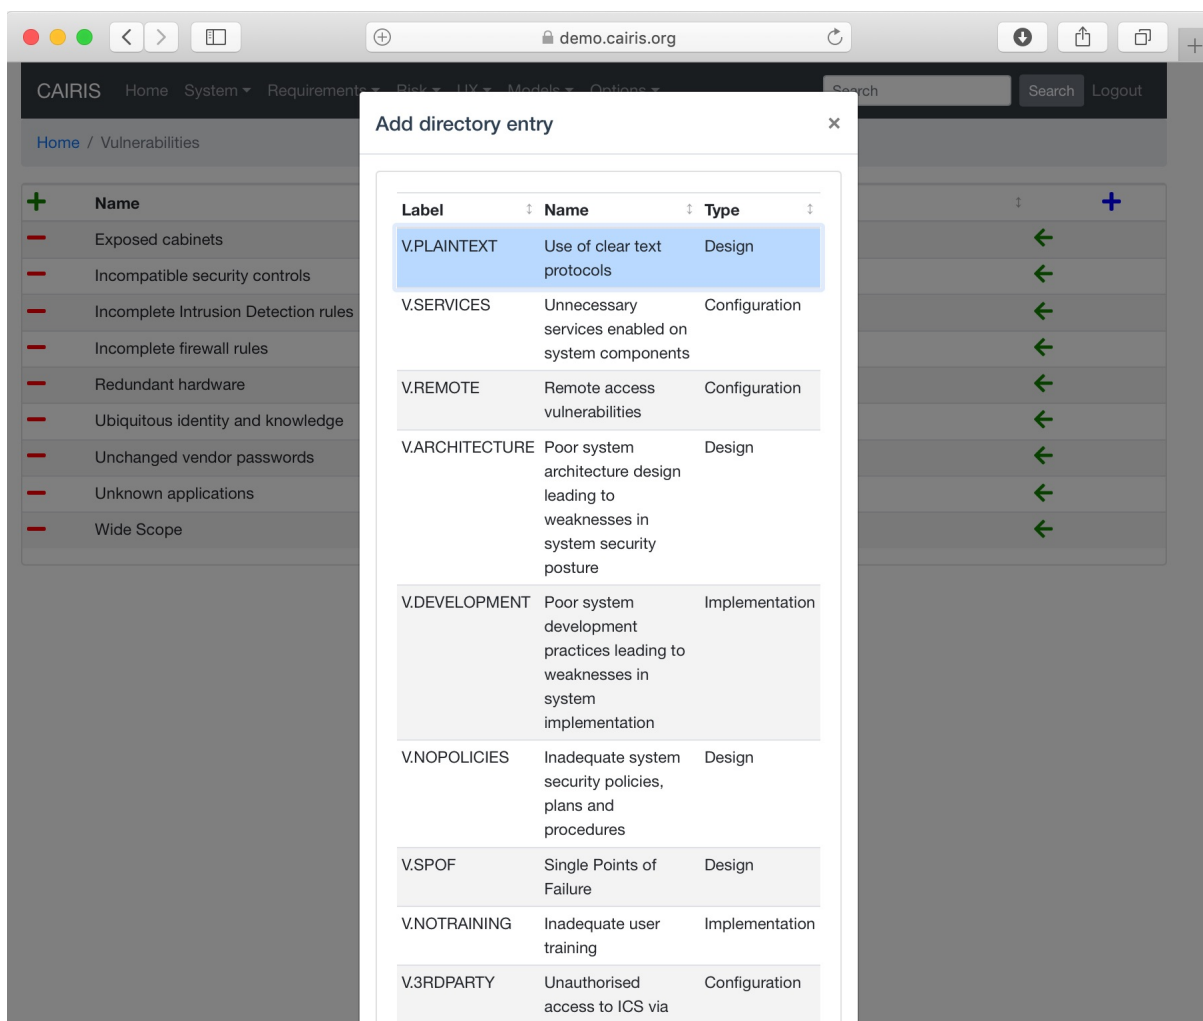 demo.cairis.org
CAIRIS Home System Requirements Risk UX Models Options Search Search Logout
Home / Vulnerabilities
Name
Exposed cabinets
Incompatible security controls
Incomplete Intrusion Detection rules
Incomplete firewall rules
Redundant hardware
Ubiquitous identity and knowledge
Unchanged vendor passwords
Unknown applications
Wide Scope
Add directory entry ×
Label Name Type
V.PLAINTEXT Use of clear text Design
protocols
V.SERVICES Unnecessary Configuration
services enabled on
system components
V.REMOTE Remote access Configuration
vulnerabilities
V.ARCHITECTURE Poor system Design
architecture design
leading to
weaknesses in
system security
posture
V.DEVELOPMENT Poor system Implementation
development
practices leading to
weaknesses in
system
implementation
V.NOPOLICIES Inadequate system Design
security policies,
plans and
procedures
V.SPOF Single Points of Design
Failure
V.NOTRAINING Inadequate user Implementation
training
V.3RDPARTY Unauthorised Configuration
access to ICS via